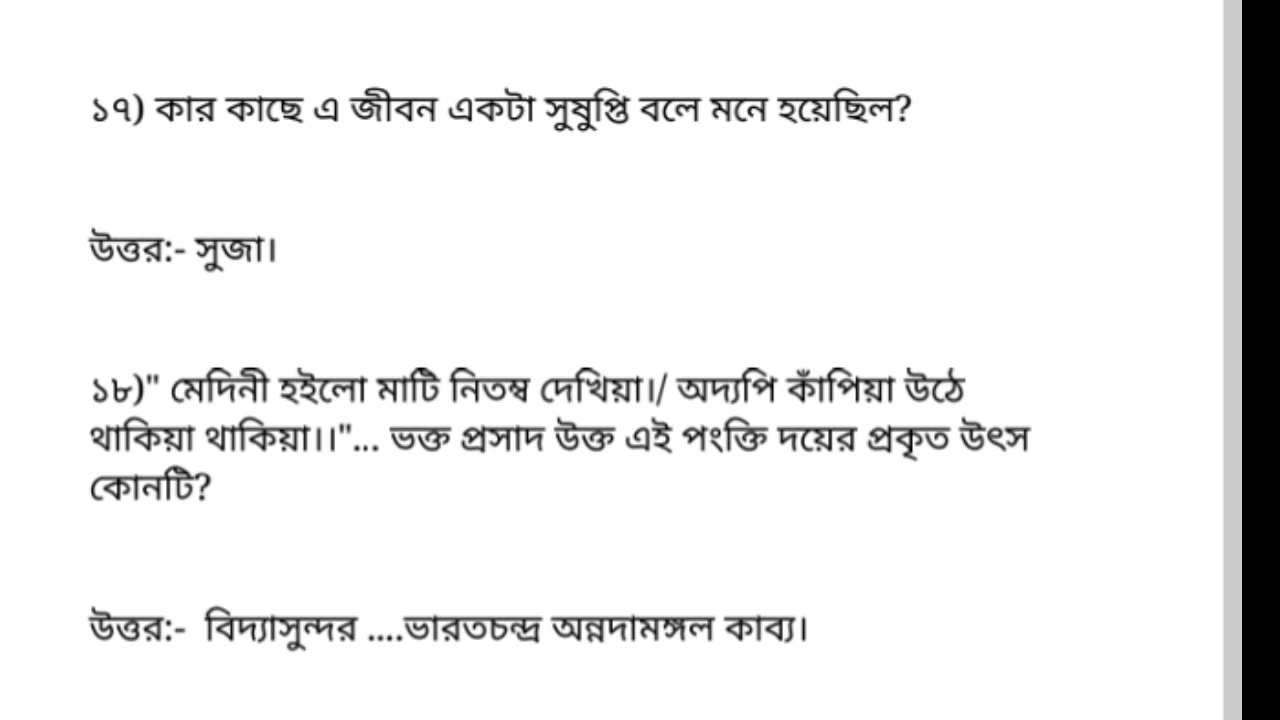 ১৭) কার কাছে এ জীবন একটা সুষুপ্তি বলে মনে হয়েছিল?
উত্তর:- সুজা।
১৮)" মেদিনী হইলো মাটি নিতম্ব দেখিয়া।/ অদ্যপি কাঁপিয়া উঠে
থাকিয়া থাকিয়া।।"... ভক্ত প্রসাদ উক্ত এই পংক্তি দয়ের প্রকৃত উৎস
কোনটি?
উত্তর:- বিদ্যাসুন্দর ....ভারতচন্দ্র অন্নদামঙ্গল কাব্য।